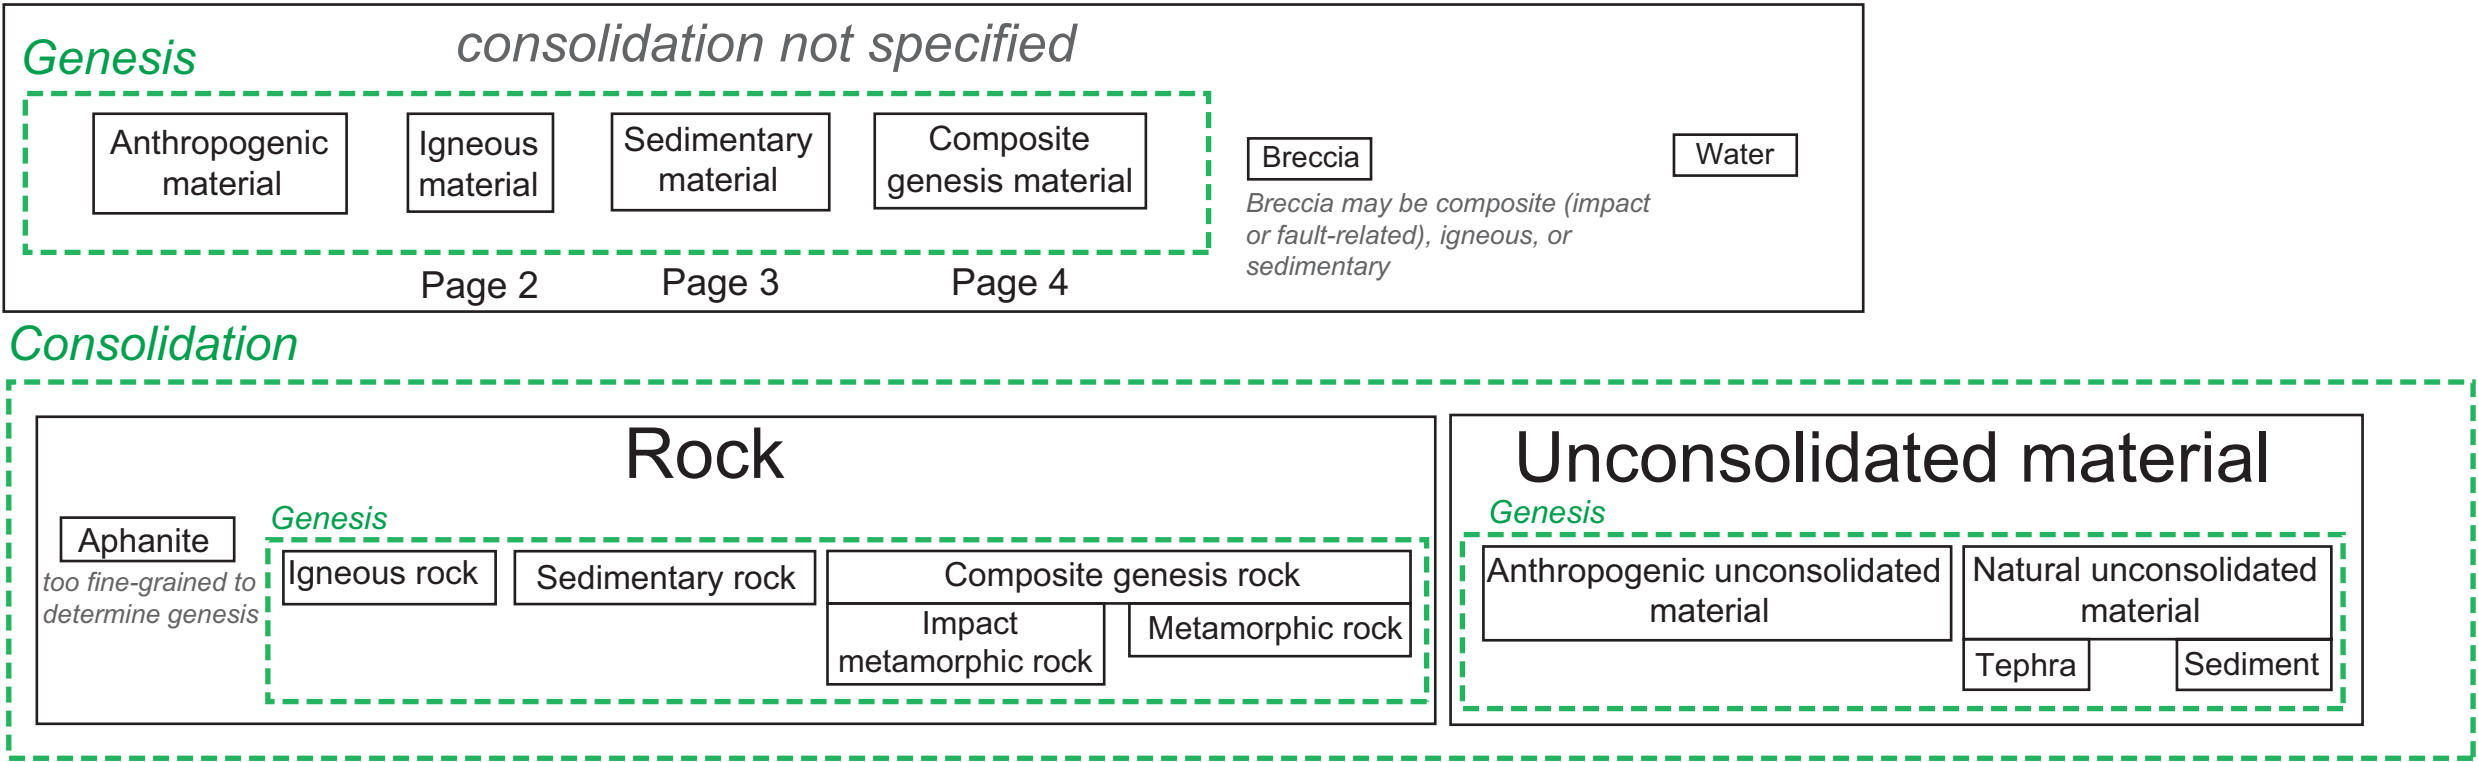 Genesis
consolidation not specified
Anthropogenic
material
Igneous
material
Sedimentary
material
Composite
genesis material
Breccia
Water
Breccia may be composite (impact
or fault-related), igneous, or
sedimentary
Page 2
Page 3
Page 4
Consolidation
Rock
Aphanite
too fine-grained to
determine genesis
Genesis
Igneous rock
Sedimentary rock
Composite genesis rock
Impact
metamorphic rock
Metamorphic rock
Unconsolidated material
Genesis
Anthropogenic unconsolidated
material
Natural unconsolidated
material
Tephra
Sediment